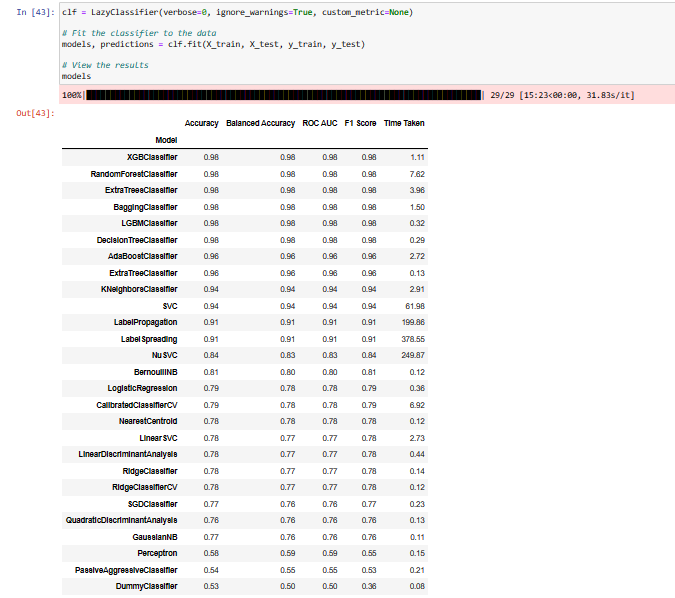 In [43]: clf = LazyClassifier(verbose=0, ignore_warnings=True, custom_metric=None)
# Fit the classifier to the data
models, predictions = clf.fit(X_train, X_test, y_train, y_test)
# View the results
models
100%| | 29/29 [15:23<00:00, 31.83s/it]
Out[43]:
Accuracy Balanced Accuracy ROC AUC F1 Score Time Taken
Model
XGBClassifier 0.98 0.98 0.98 0.98 1.11
RandomForestClassifier 0.98 0.98 0.98 0.98 7.62
ExtraTreesClassifier 0.98 0.98 0.98 0.98 3.96
BaggingClassifier 0.98 0.98 0.98 0.98 1.50
LGBMClassifier 0.98 0.98 0.98 0.98 0.32
DecisionTreeClassifier 0.98 0.98 0.98 0.98 0.29
AdaBoostClassifier 0.96 0.96 0.96 0.96 2.72
ExtraTreeClassifier 0.96 0.96 0.96 0.96 0.13
KNeighborsClassifier 0.94 0.94 0.94 0.94 2.91
SVC 0.94 0.94 0.94 0.94 61.98
LabelPropagation 0.91 0.91 0.91 0.91 199.86
LabelSpreading 0.91 0.91 0.91 0.91 378.55
NuSVC 0.84 0.83 0.83 0.84 249.87
BernoulliNB 0.81 0.80 0.80 0.81 0.12
LogisticRegression 0.79 0.78 0.78 0.79 0.36
CalibratedClassifierCV 0.79 0.78 0.78 0.79 6.92
NearestCentroid 0.78 0.78 0.78 0.78 0.12
LinearSVC 0.78 0.77 0.77 0.78 2.73
LinearDiscriminantAnalysis 0.78 0.77 0.77 0.78 0.44
RidgeClassifier 0.78 0.77 0.77 0.78 0.14
RidgeClassifierCV 0.78 0.77 0.77 0.78 0.12
SGDClassifier 0.77 0.76 0.76 0.77 0.23
QuadraticDiscriminantAnalysis 0.76 0.76 0.76 0.76 0.13
GaussianNB 0.77 0.76 0.76 0.76 0.11
Perceptron 0.58 0.59 0.59 0.55 0.15
PassiveAggressiveClassifier 0.54 0.55 0.55 0.53 0.21
DummyClassifier 0.53 0.50 0.50 0.36 0.08